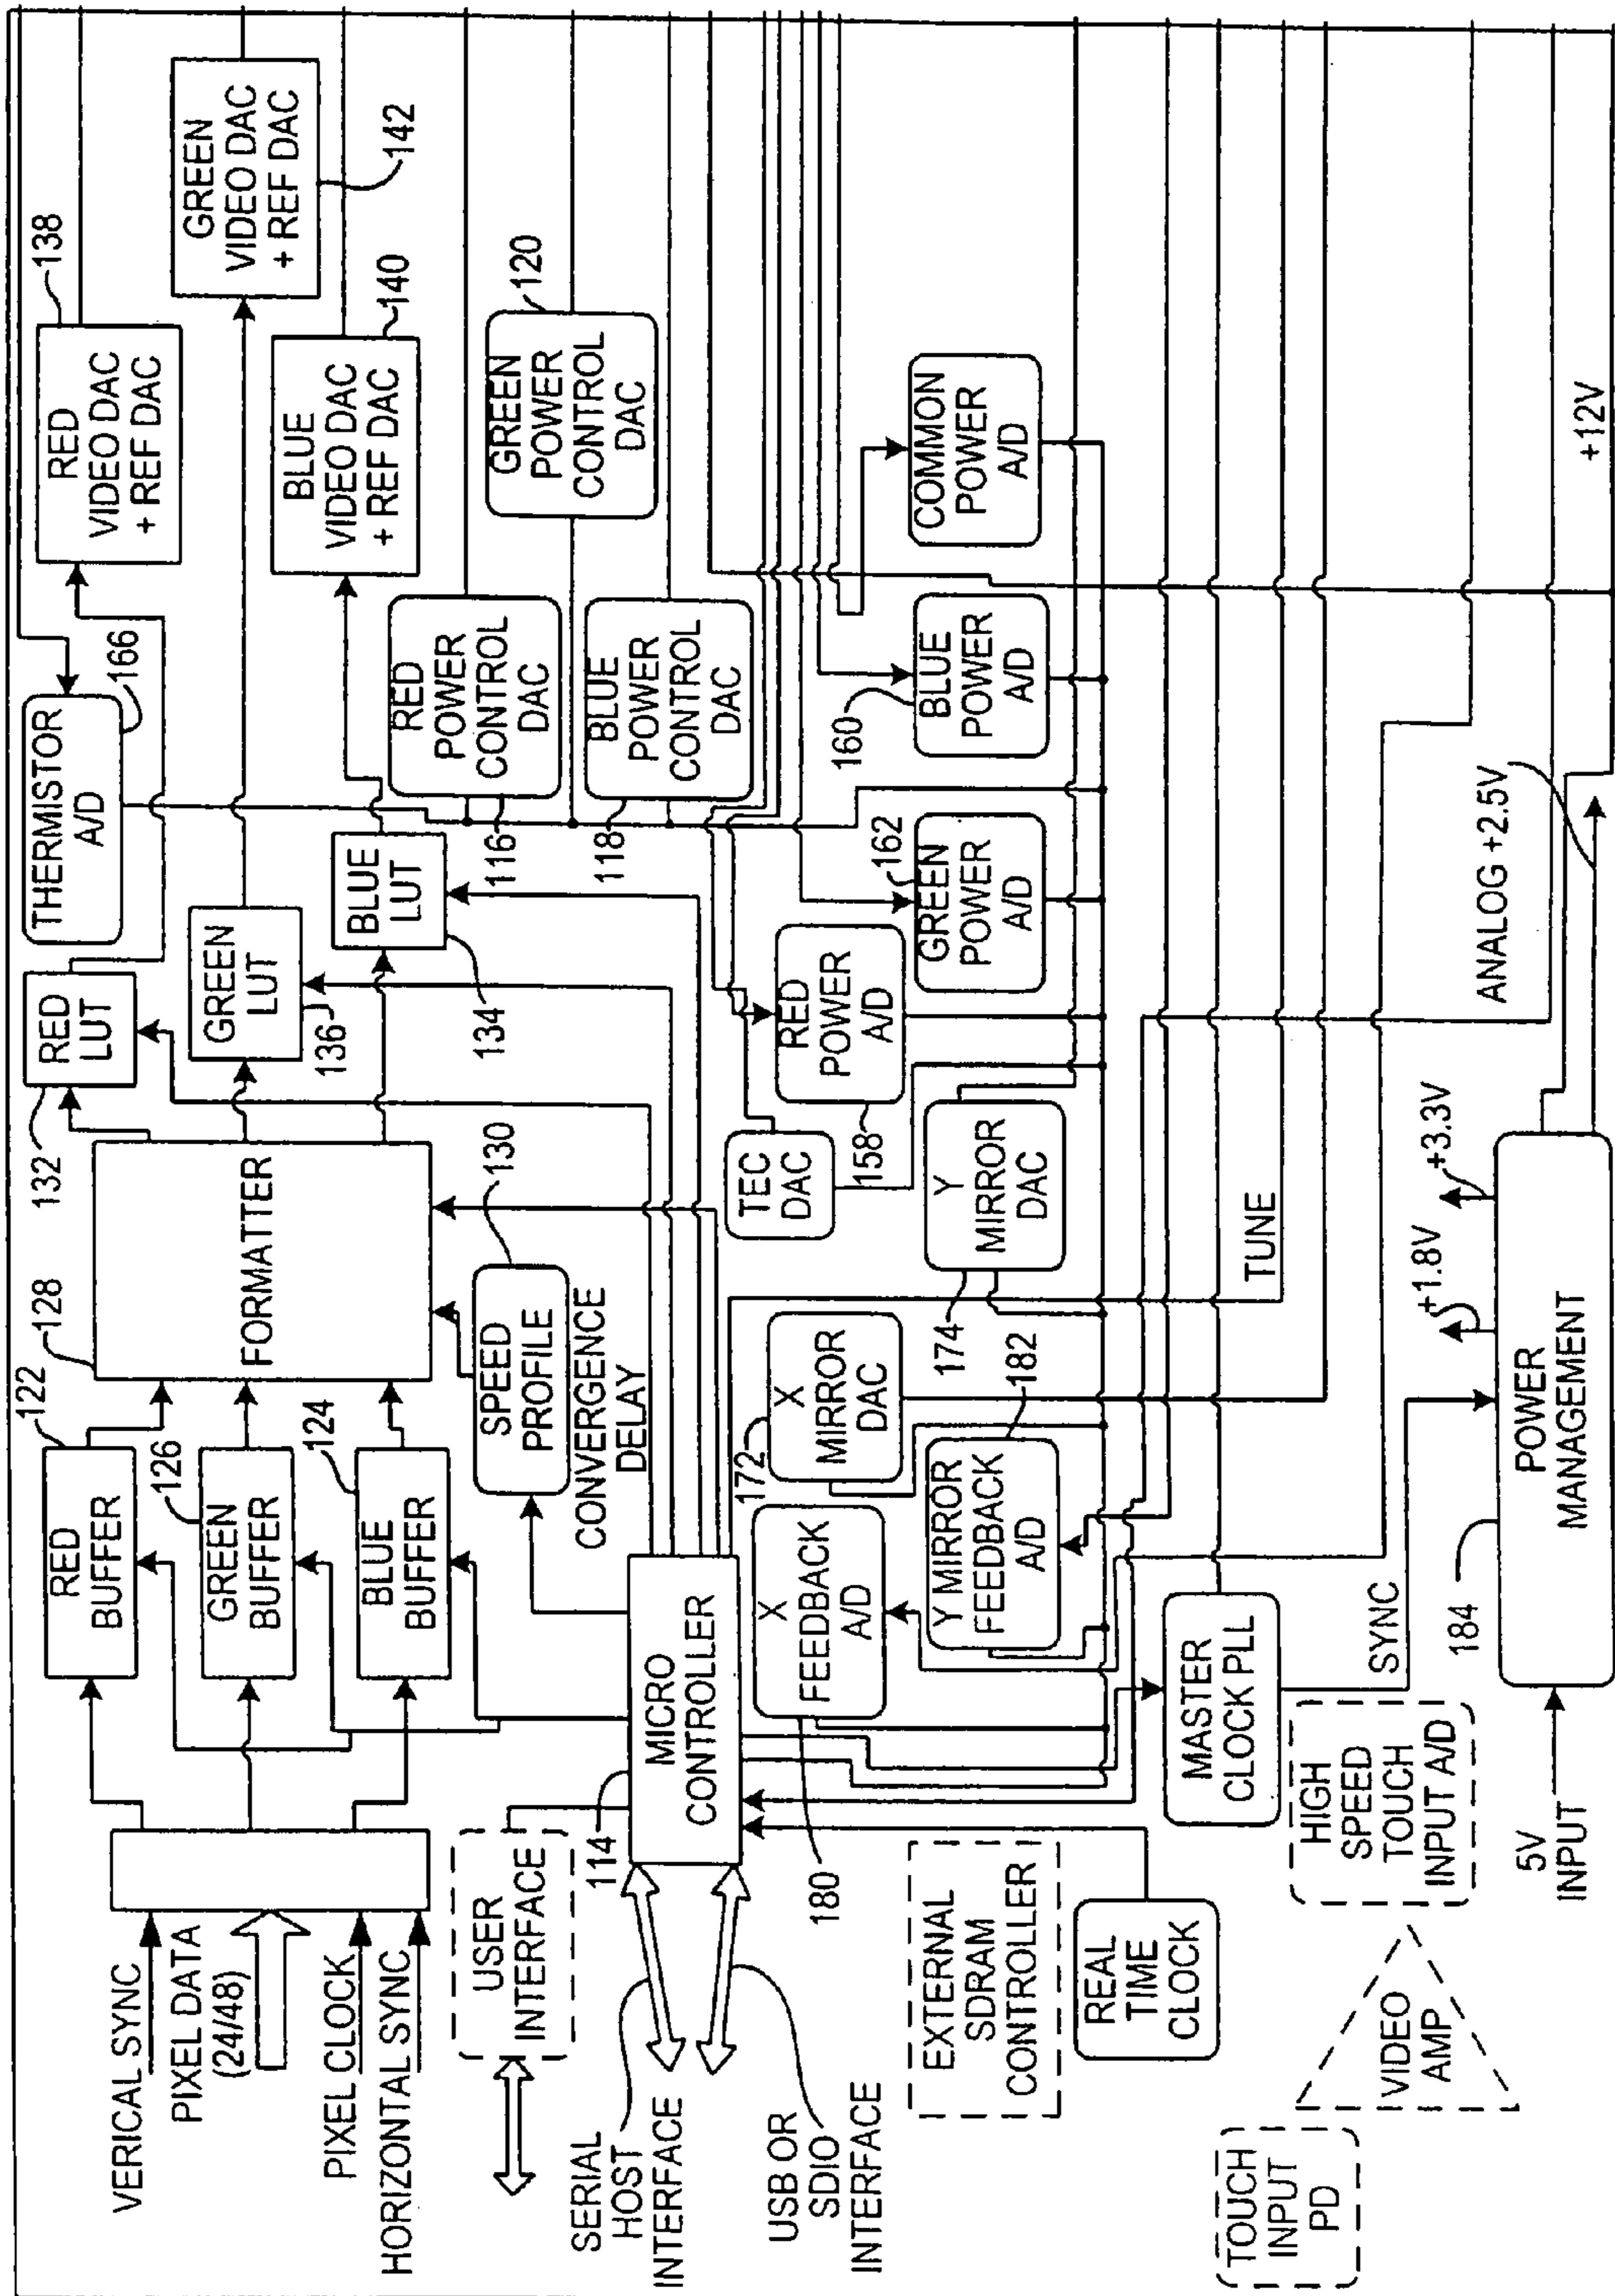 VERICAL SYNC
PIXEL DATA
(24/48)
PIXEL CLOCK
HORIZONTAL SYNC
RED
BUFFER
122
GREEN
BUFFER
126
BLUE
BUFFER
124
FORMATTER
128
SPEED
PROFILE
130
CONVERGENCE
DELAY
RED
LUT
132
GREEN
LUT
136
BLUE
LUT
134
THERMISTOR
A/D
166
RED
VIDEO DAC
+ REF DAC
138
GREEN
VIDEO DAC
+ REF DAC
142
BLUE
VIDEO DAC
+ REF DAC
140
RED
POWER
CONTROL
DAC
116
GREEN
POWER
CONTROL
DAC
120
BLUE
POWER
CONTROL
DAC
118
USER
INTERFACE
SERIAL
HOST
INTERFACE
USB OR
SDIO
INTERFACE
MICRO
CONTROLLER
114
TEC
DAC
RED
POWER
A/D
158
GREEN
POWER
A/D
162
BLUE
POWER
A/D
160
COMMON
POWER
A/D
X
MIRROR
DAC
172
Y
MIRROR
DAC
174
X
FEEDBACK
A/D
180
Y MIRROR
FEEDBACK
A/D
182
EXTERNAL
SDRAM
CONTROLLER
REAL
TIME
CLOCK
MASTER
CLOCK PLL
SYNC
TUNE
TOUCH
INPUT
PD
VIDEO
AMP
HIGH
SPEED
TOUCH
INPUT A/D
5V
INPUT
POWER
MANAGEMENT
184
+1.8V
+3.3V
ANALOG +2.5V
+12V